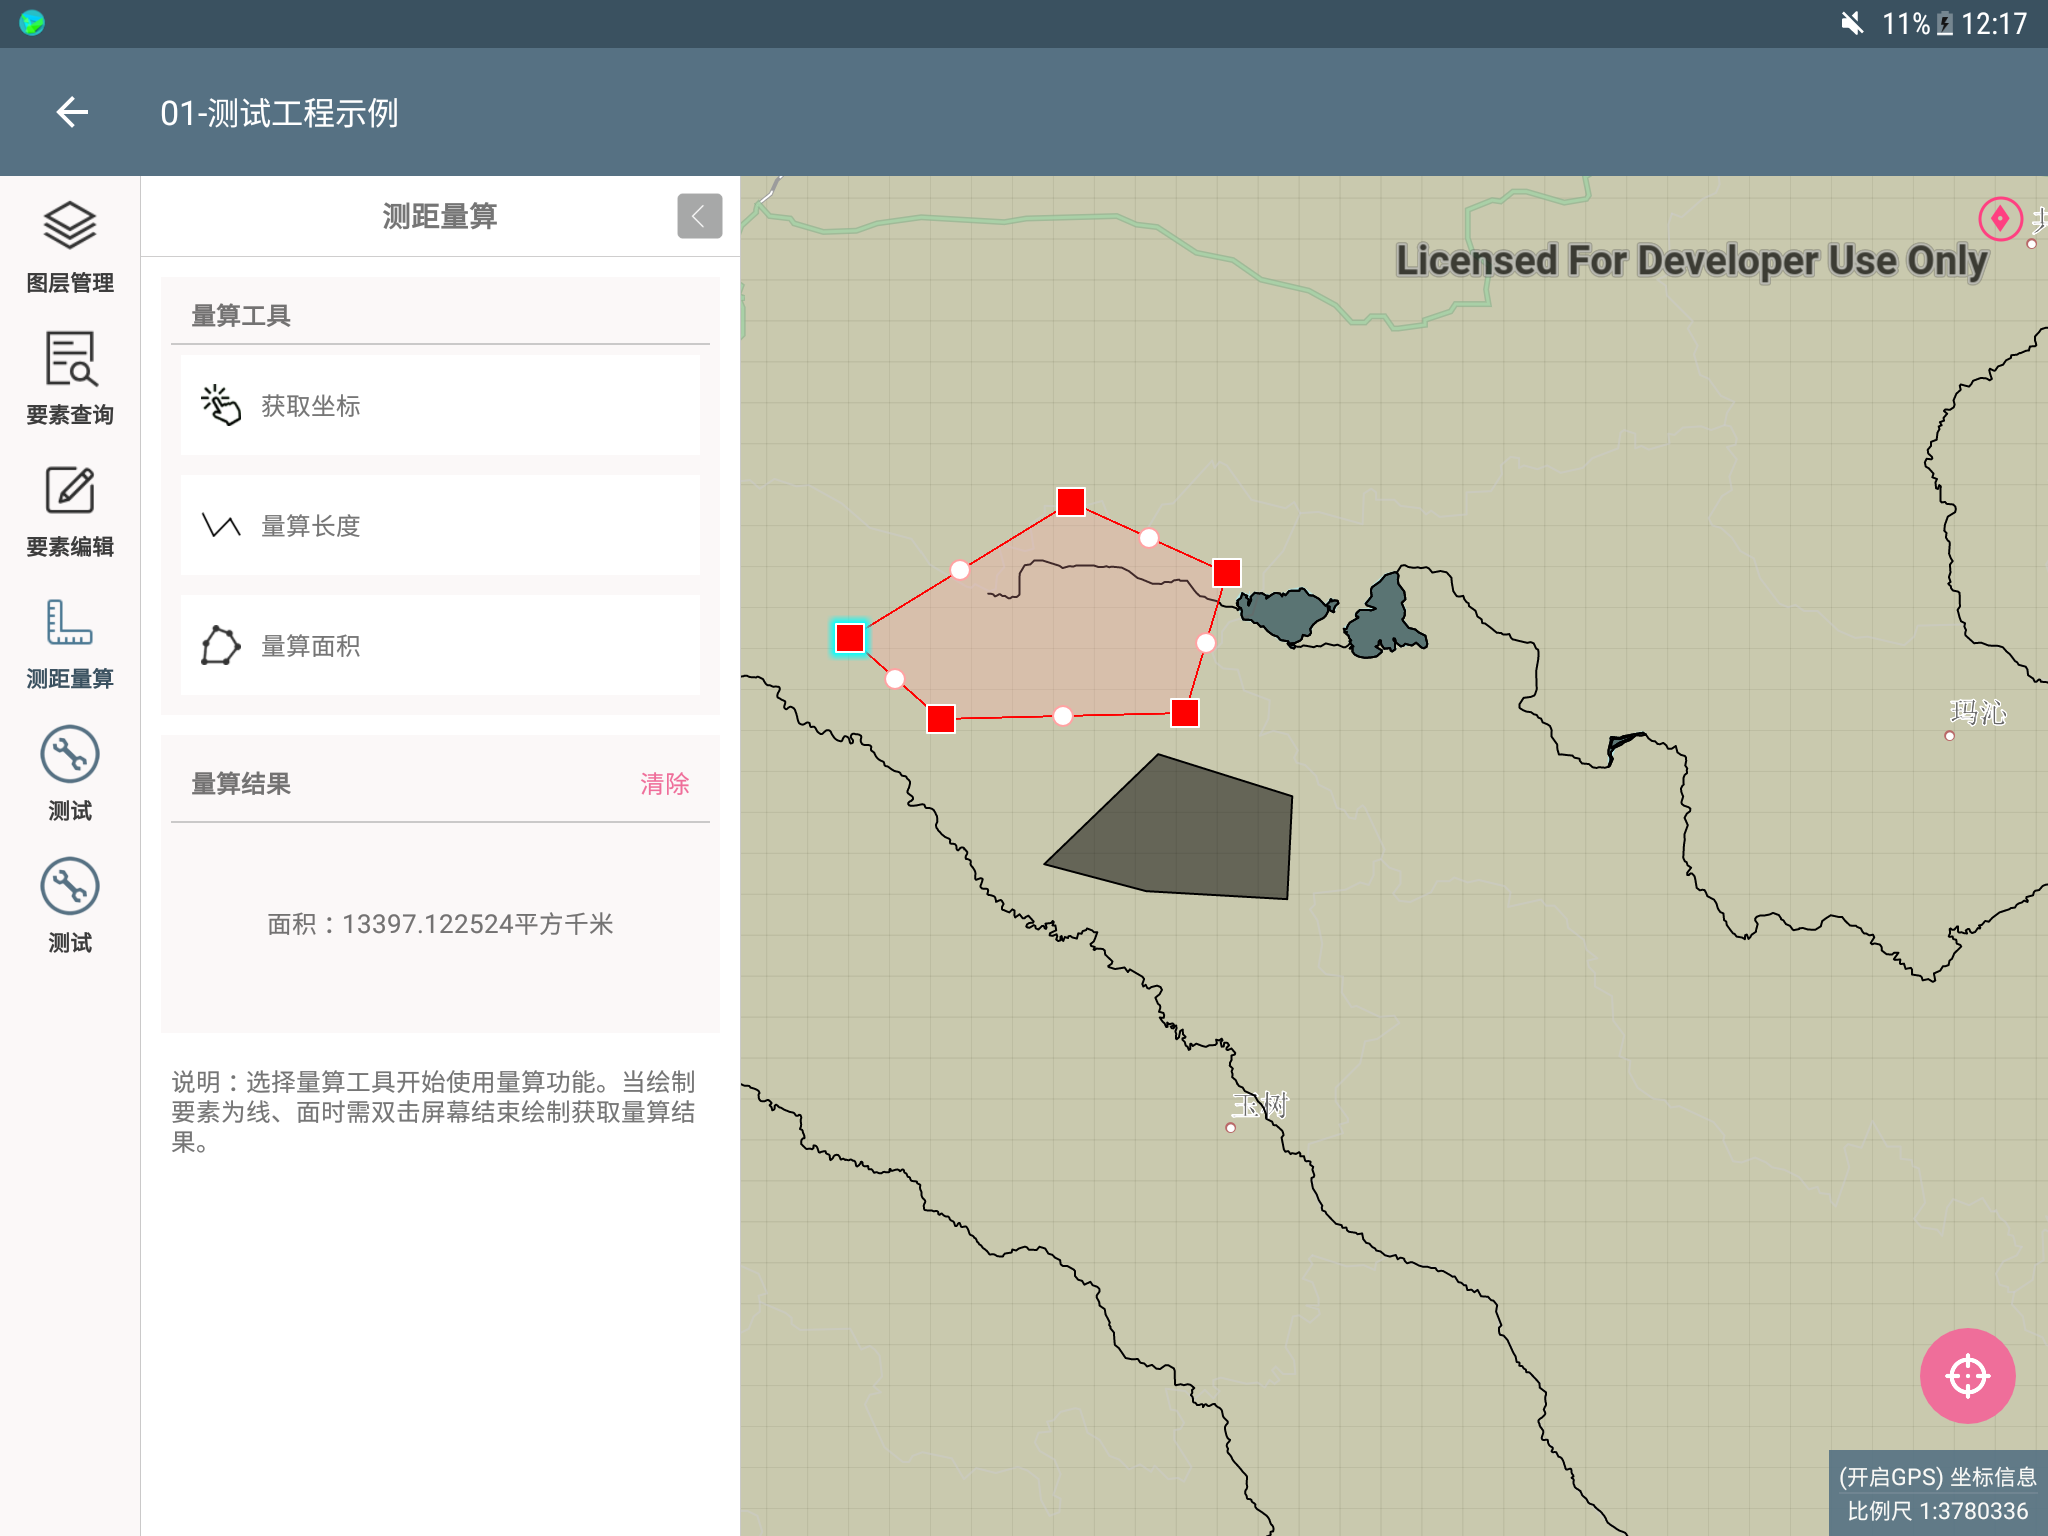 11% 12:17
01-测试工程示例
图层管理
要素查询
要素编辑
测距量算
测试
测试
测距量算
量算工具
获取坐标
量算长度
量算面积
量算结果 清除
面积：13397.122524平方千米
说明：选择量算工具开始使用量算功能。当绘制
要素为线、面时需双击屏幕结束绘制获取量算结
果。
Licensed For Developer Use Only
玛沁
玉树
(开启GPS) 坐标信息
比例尺 1:3780336